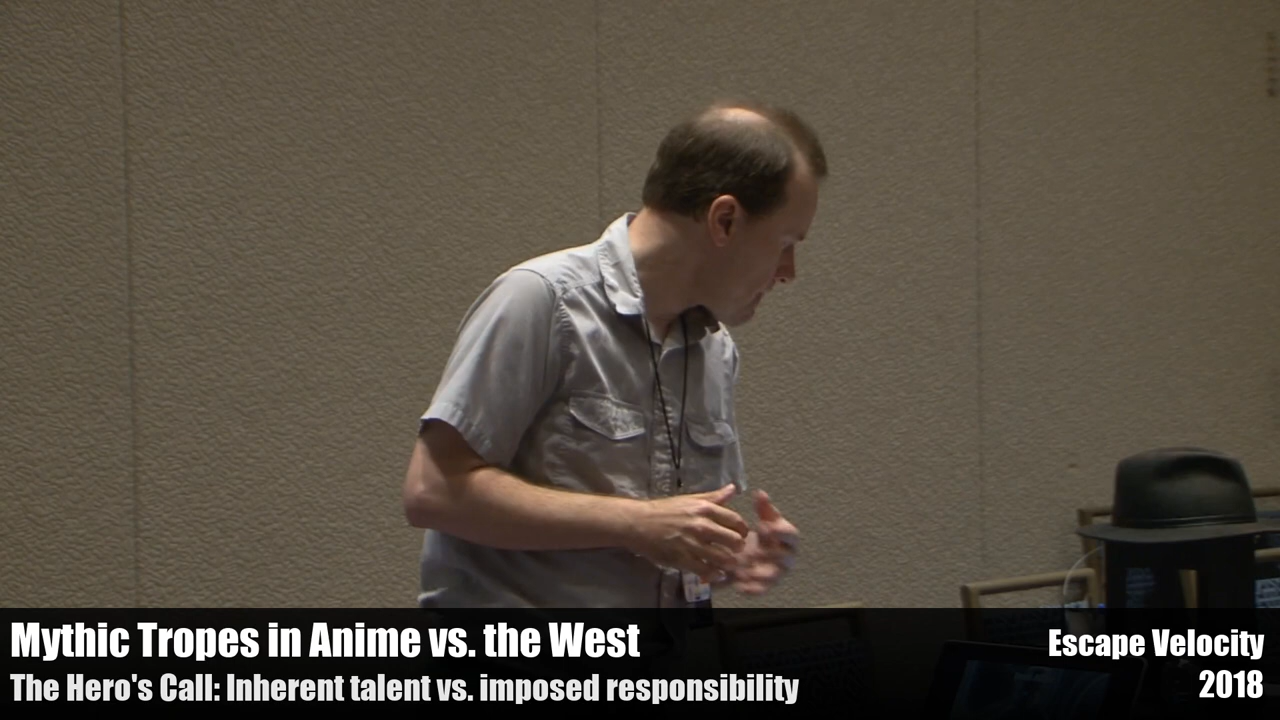 Mythic Tropes in Anime vs. the West
The Hero's Call: Inherent talent vs. imposed responsibility
Escape Velocity
2018